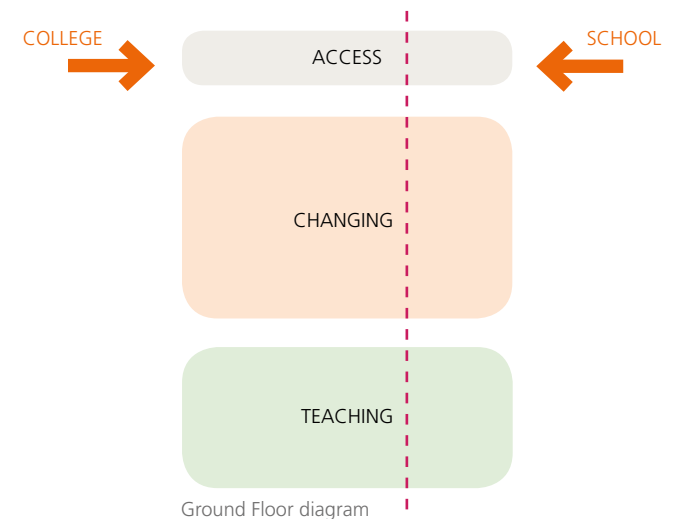 COLLEGE
SCHOOL
ACCESS
CHANGING
TEACHING
Ground Floor diagram